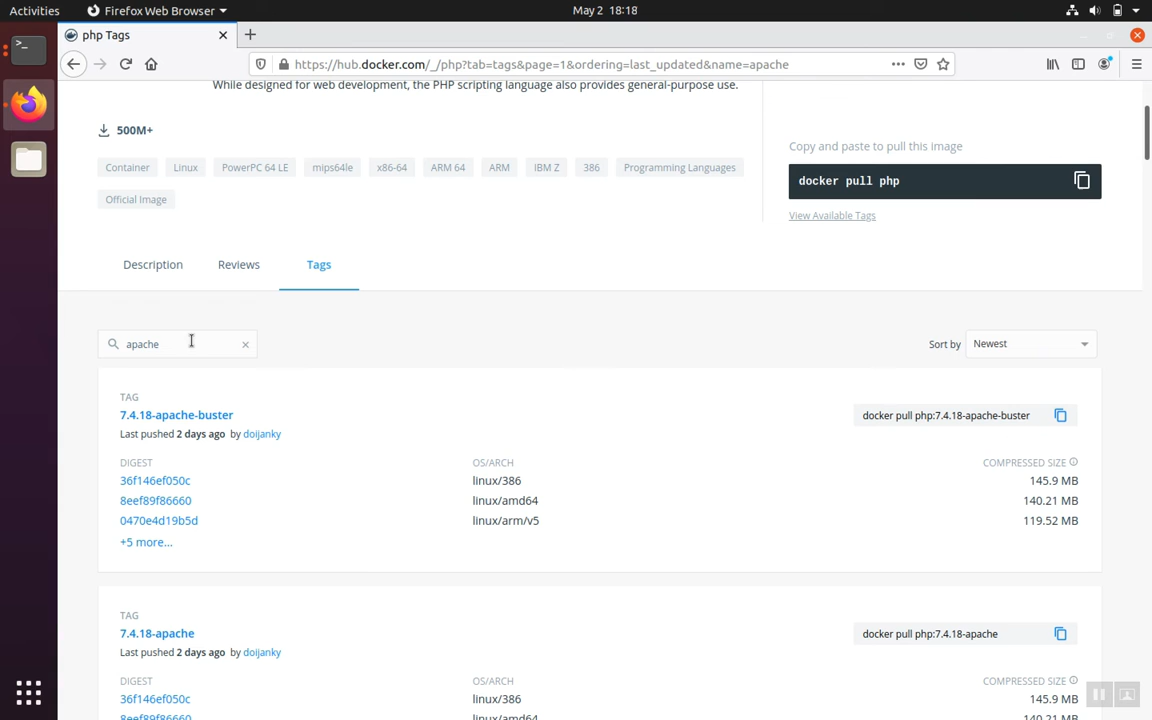 Activities Firefox Web Browser May 2 18:18
php Tags
https://hub.docker.com/_/php?tab=tags&page=1&ordering=last_updated&name=apache
While designed for web development, the PHP scripting language also provides general-purpose use.
500M+
Container Linux PowerPC 64 LE mips64le x86-64 ARM 64 ARM IBM Z 386 Programming Languages
Official Image
Copy and paste to pull this image
docker pull php
View Available Tags
Description Reviews Tags
apache
Sort by Newest
TAG
7.4.18-apache-buster
docker pull php:7.4.18-apache-buster
Last pushed 2 days ago by doijanky
DIGEST OS/ARCH COMPRESSED SIZE
36f146ef050c linux/386 145.9 MB
8eef89f86660 linux/amd64 140.21 MB
0470e4d19b5d linux/arm/v5 119.52 MB
+5 more...
TAG
7.4.18-apache
docker pull php:7.4.18-apache
Last pushed 2 days ago by doijanky
DIGEST OS/ARCH COMPRESSED SIZE
36f146ef050c linux/386 145.9 MB
8eef89f86660 linux/amd64 140.21 MB